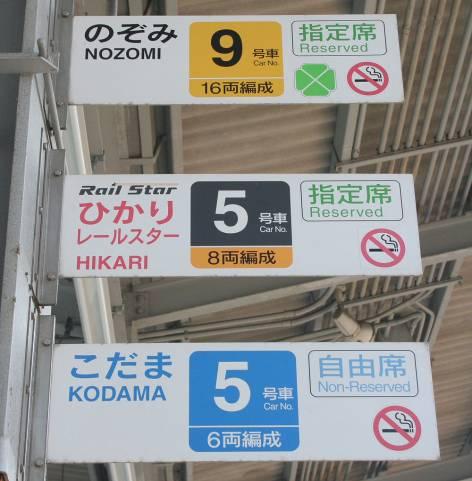 のぞみ
NOZOMI
9 号車
Car No.
16両編成
指定席
Reserved
Rail Star
ひかり
レールスター
HIKARI
5 号車
Car No.
8両編成
指定席
Reserved
こだま
KODAMA
5 号車
Car No.
6両編成
自由席
Non-Reserved